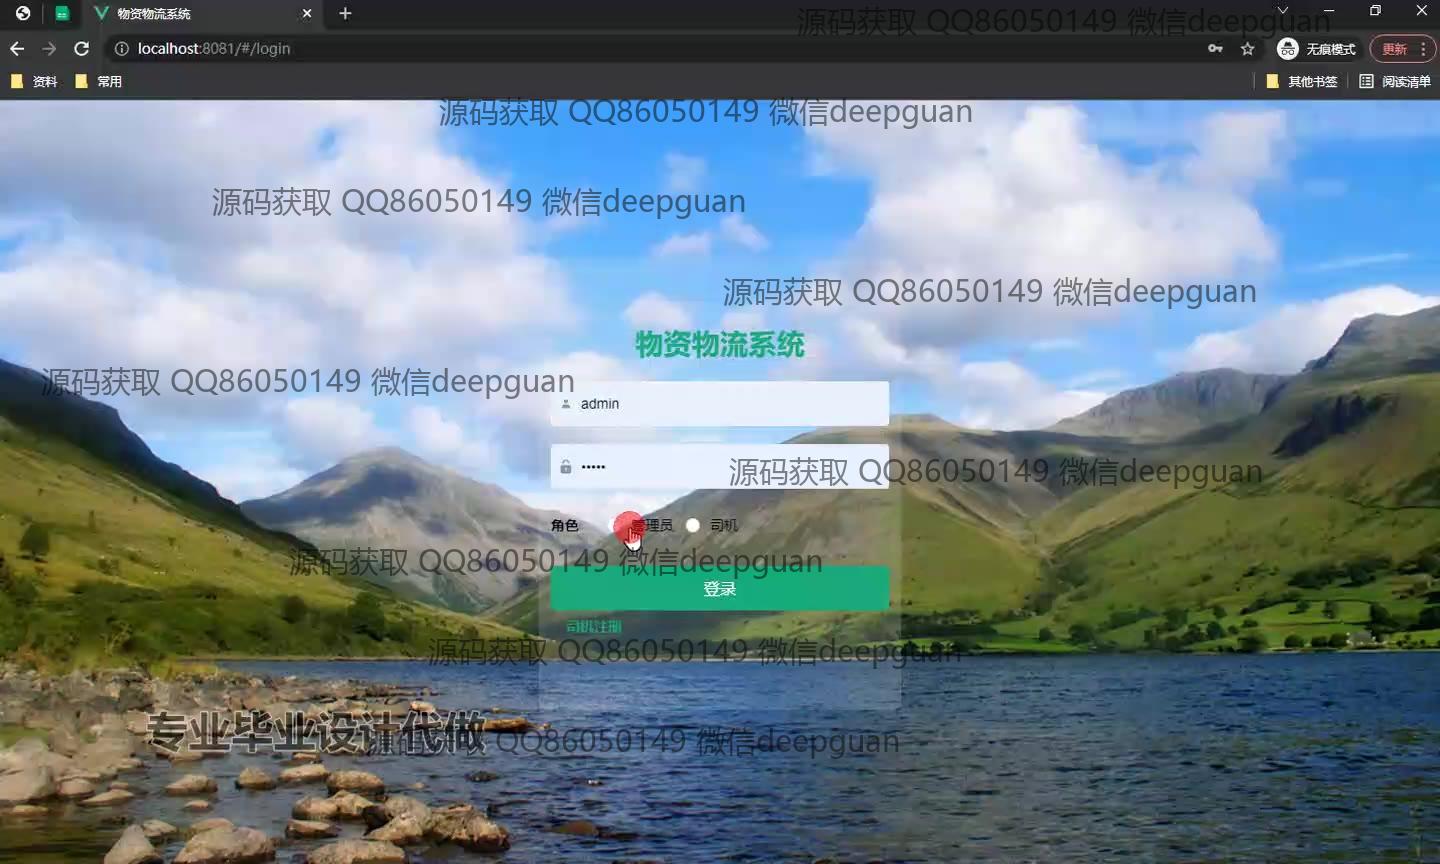 物资物流系统
源码获取 QQ86050149 微信deepguan
localhost:8081/#/login
无痕模式
更新
资料
常用
其他书签
阅读清单
源码获取 QQ86050149 微信deepguan
源码获取 QQ86050149 微信deepguan
源码获取 QQ86050149 微信deepguan
物资物流系统
源码获取 QQ86050149 微信deepguan
admin
•••••
源码获取 QQ86050149 微信deepguan
角色 管理员 司机
源码获取 QQ86050149 微信deepguan
登录
司机注册
源码获取 QQ86050149 微信deepguan
专业毕业设计代做
源码获取 QQ86050149 微信deepguan